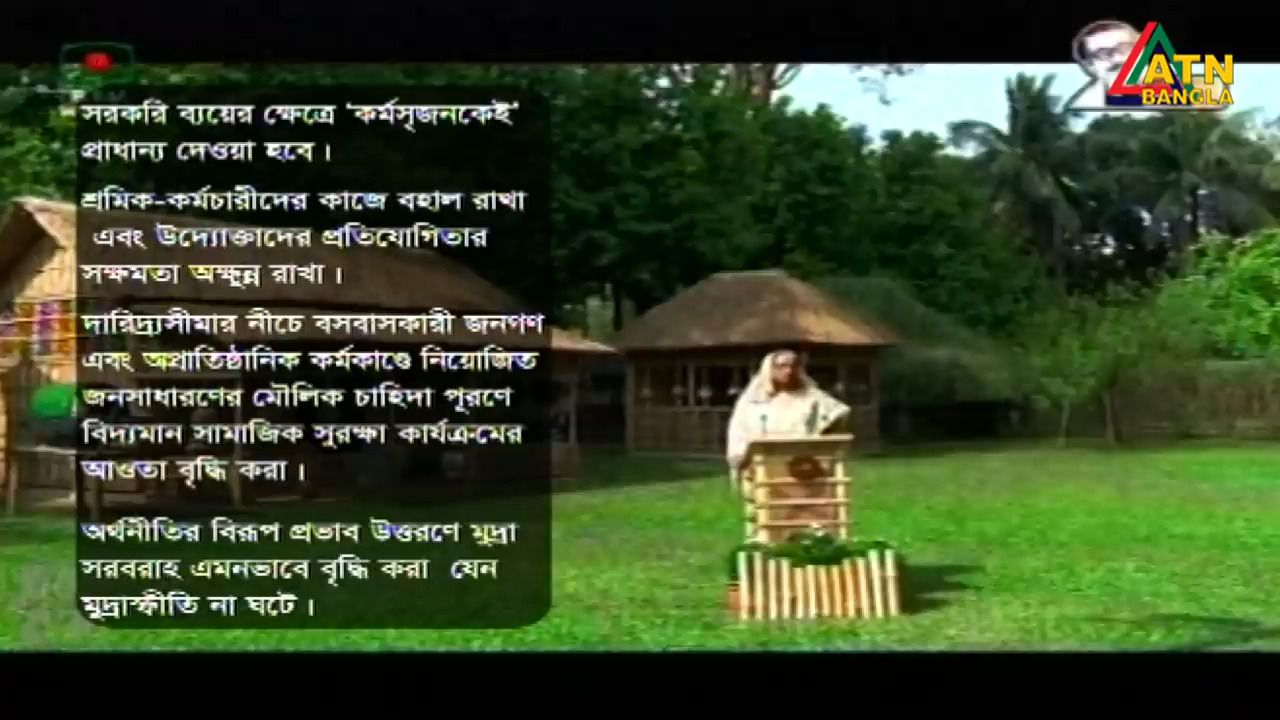 সরকরি ব্যয়ের ক্ষেত্রে 'কর্মসৃজনকেই'
প্রাধান্য দেওয়া হবে।
শ্রমিক-কর্মচারীদের কাজে বহাল রাখা
এবং উদ্যোক্তাদের প্রতিযোগিতার
সক্ষমতা অক্ষুন্ন রাখা।
দারিদ্র্যসীমার নীচে বসবাসকারী জনগণ
এবং অপ্রাতিষ্ঠানিক কর্মকাণ্ডে নিয়োজিত
জনসাধারণের মৌলিক চাহিদা পূরণে
বিদ্যমান সামাজিক সুরক্ষা কার্যক্রমের
আওতা বৃদ্ধি করা।
অর্থনীতির বিরূপ প্রভাব উত্তরণে মুদ্রা
সরবরাহ এমনভাবে বৃদ্ধি করা যেন
মুদ্রাস্ফীতি না ঘটে।
ATN
BANGLA